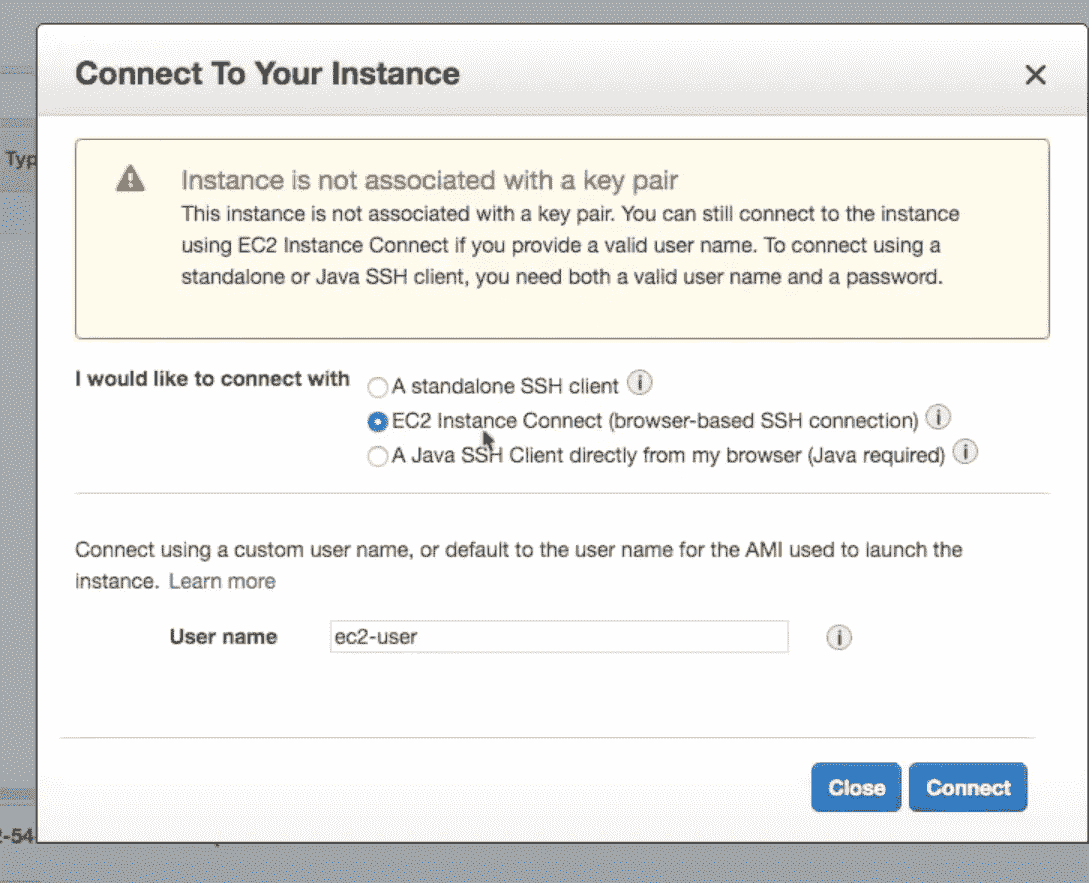 Connect To Your Instance
Instance is not associated with a key pair
This instance is not associated with a key pair. You can still connect to the instance
using EC2 Instance Connect if you provide a valid user name. To connect using a
standalone or Java SSH client, you need both a valid user name and a password.
I would like to connect with
A standalone SSH client
EC2 Instance Connect (browser-based SSH connection)
A Java SSH Client directly from my browser (Java required)
Connect using a custom user name, or default to the user name for the AMI used to launch the
instance. Learn more
User name ec2-user
Close Connect